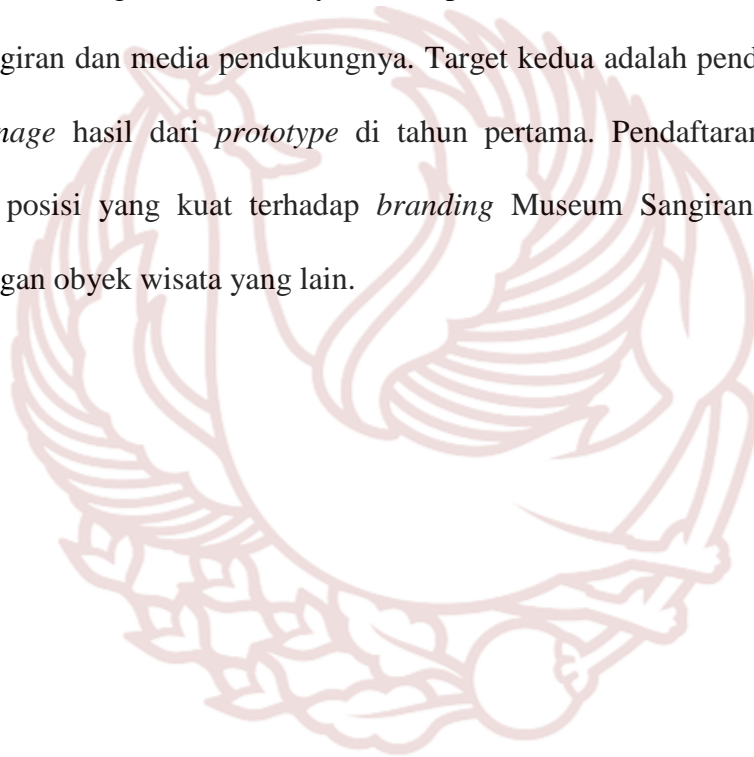 giran dan media pendukungnya. Target kedua adalah pend
nage hasil dari prototype di tahun pertama. Pendaftaran
posisi yang kuat terhadap branding Museum Sangiran
gan obyek wisata yang lain.